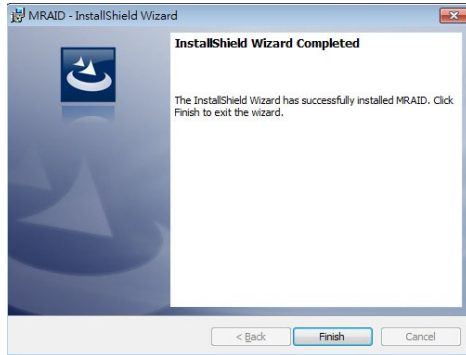 MRAID - InstallShield Wizard
InstallShield Wizard Completed
The InstallShield Wizard has successfully installed MRAID. Click
Finish to exit the wizard.
< Back
Finish
Cancel